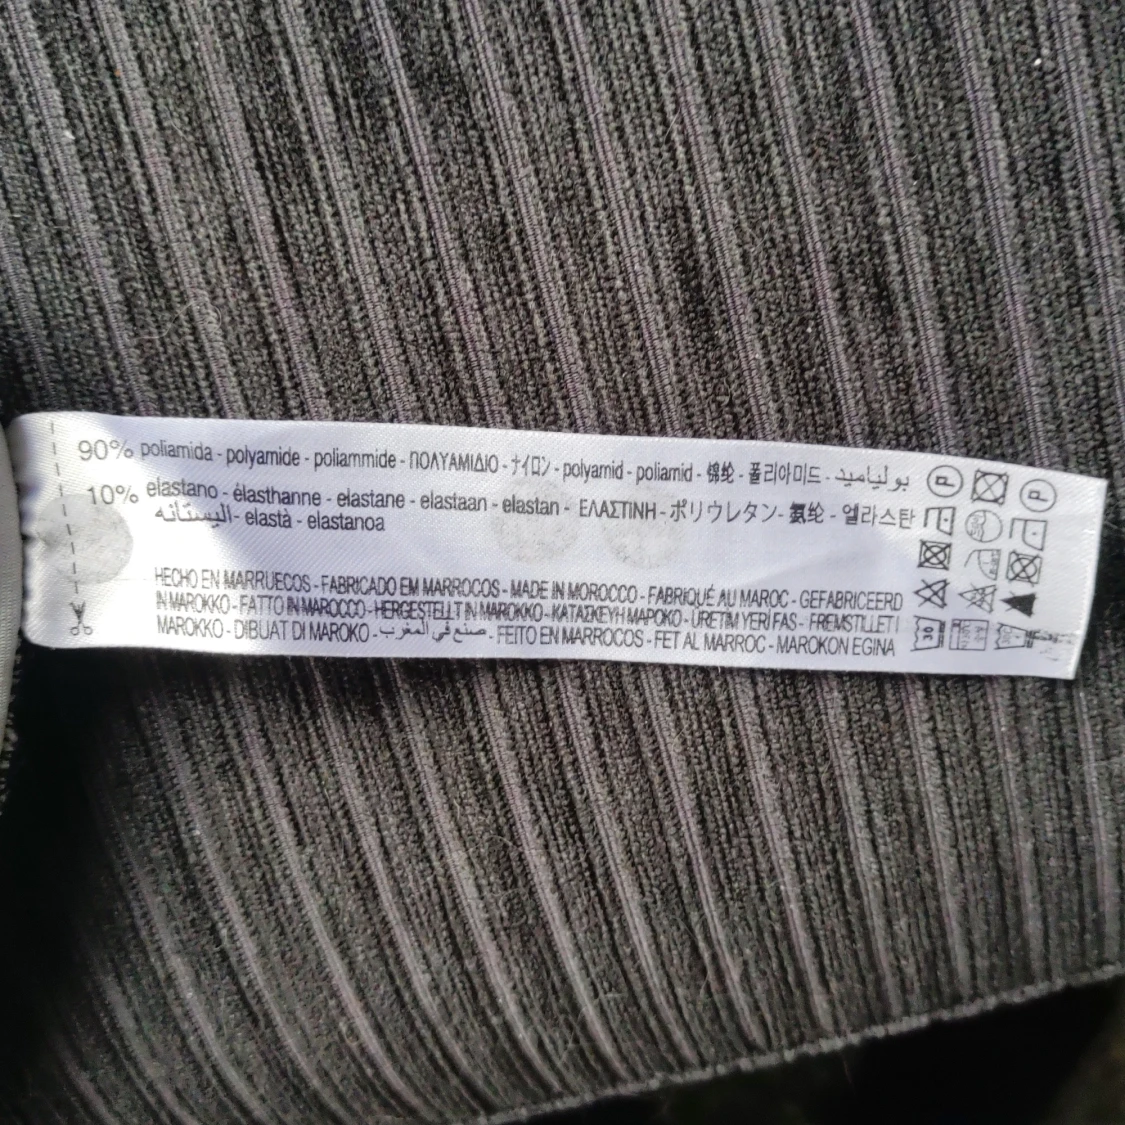 90% poliamida - polyamide - poliammide - ΠΟΛΥΑΜΙΔΙΟ - ナイロン - polyamid - poliamid - 锦纶 - 폴리아미드 - بولياميد
10% elastano - élasthanne - elastane - elastaan - elastan - ΕΛΑΣΤΙΝΗ - ポリウレタン - 氨纶 - 엘라스탄
اليستانه - elastà - elastanoa
HECHO EN MARRUECOS - FABRICADO EM MARROCOS - MADE IN MOROCCO - FABRIQUÉ AU MAROC - GEFABRICEERD
IN MAROKKO - FATTO IN MAROCCO - HERGESTELLT IN MAROKKO - ΚΑΤΑΣΚΕΥΗ ΜΑΡΟΚΟ - ÜRETIM YERİ FAS - FREMSTILLET I
MAROKKO - DIBUAT DI MAROKO - صنع في المغرب - FEITO EN MARROCOS - FET AL MARROC - MAROKON EGINA
P
P
30